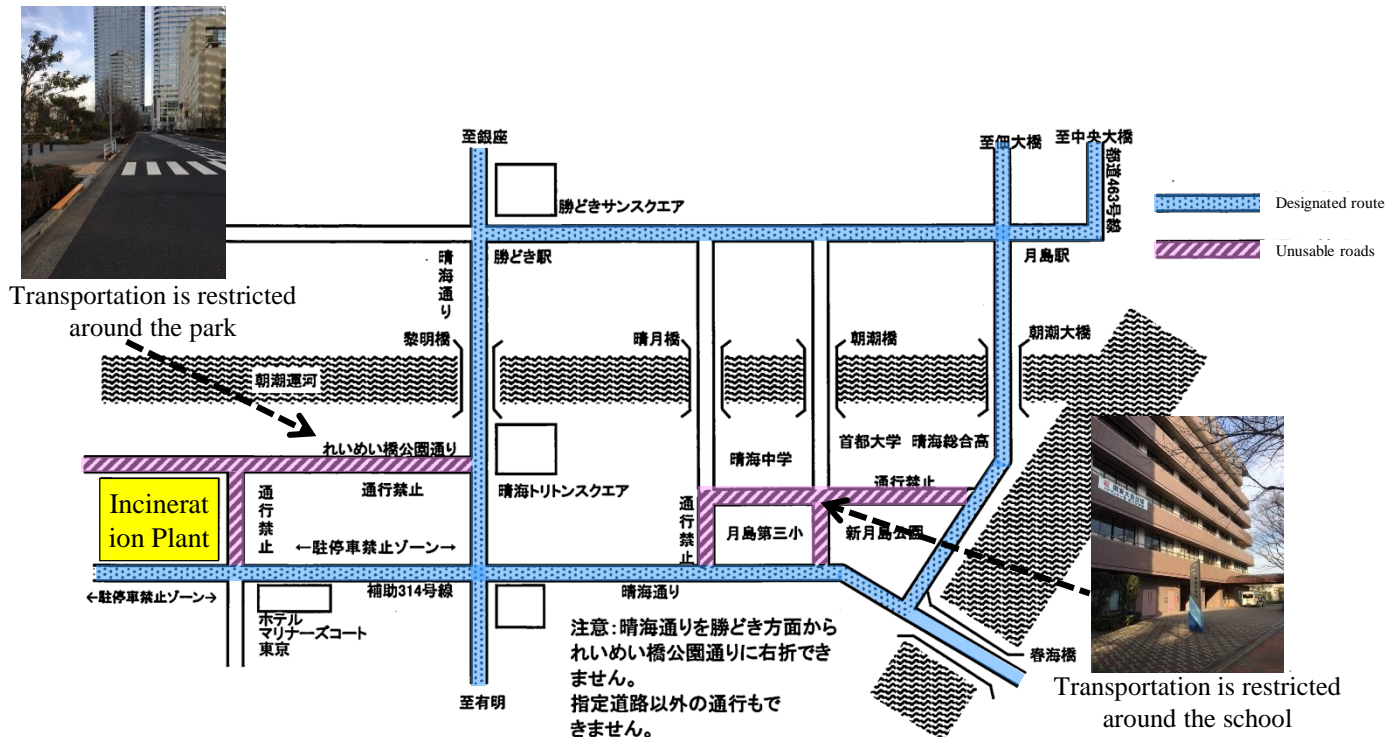 至銀座
至佃大橋
至中央大橋
都道463号線
勝どきサンスクエア
Designated route
晴海通り
勝どき駅
月島駅
Unusable roads
Transportation is restricted
around the park
黎明橋
晴月橋
朝潮橋
朝潮大橋
朝潮運河
れいめい橋公園通り
晴海中学
首都大学 晴海総合高
通行禁止
晴海トリトンスクエア
通行禁止
Incinerat
ion Plant
通行禁止
←駐停車禁止ゾーン→
通行禁止
月島第三小
新月島公園
←駐停車禁止ゾーン→
補助314号線
晴海通り
ホテル
マリナーズコート
東京
注意:晴海通りを勝どき方面から
れいめい橋公園通りに右折でき
ません。
指定道路以外の通行もで
きません。
春海橋
至有明
Transportation is restricted
around the school